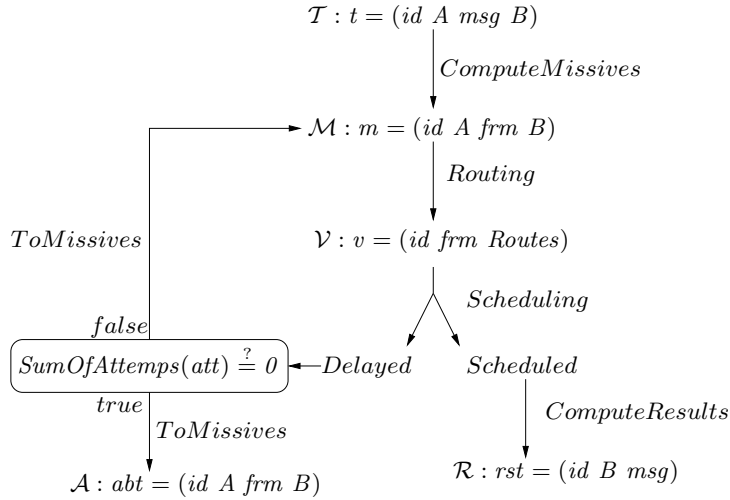 𝒯 : t = (id A msg B)
ComputeMissives
ℳ : m = (id A frm B)
Routing
ToMissives
𝒱 : v = (id frm Routes)
Scheduling
false
SumOfAttemps(att) ≟ 0
Delayed
Scheduled
true
ToMissives
ComputeResults
𝒜 : abt = (id A frm B)
ℛ : rst = (id B msg)